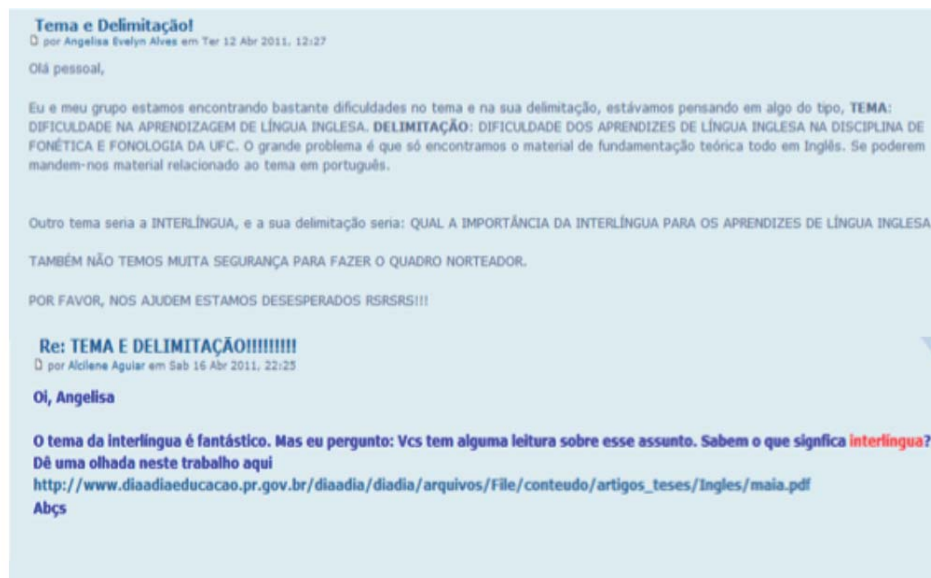 Tema e Delimitação!
por Angelisa Evelyn Alves em Ter 12 Abr 2011, 12:27
Olá pessoal,
Eu e meu grupo estamos encontrando bastante dificuldades no tema e na sua delimitação, estávamos pensando em algo do tipo, TEMA:
DIFICULDADE NA APRENDIZAGEM DE LÍNGUA INGLESA. DELIMITAÇÃO: DIFICULDADE DOS APRENDIZES DE LÍNGUA INGLESA NA DISCIPLINA DE
FONÉTICA E FONOLOGIA DA UFC. O grande problema é que só encontramos o material de fundamentação teórica todo em Inglês. Se poderem
mandem-nos material relacionado ao tema em português.
Outro tema seria a INTERLÍNGUA, e a sua delimitação seria: QUAL A IMPORTÂNCIA DA INTERLÍNGUA PARA OS APRENDIZES DE LÍNGUA INGLESA
TAMBÉM NÃO TEMOS MUITA SEGURANÇA PARA FAZER O QUADRO NORTEADOR.
POR FAVOR, NOS AJUDEM ESTAMOS DESESPERADOS RSRSRS!!!
Re: TEMA E DELIMITAÇÃO!!!!!!!!!
por Alcilene Aguiar em Sab 16 Abr 2011, 22:25
Oi, Angelisa
O tema da interlíngua é fantástico. Mas eu pergunto: Vcs tem alguma leitura sobre esse assunto. Sabem o que signfica interlíngua?
Dê uma olhada neste trabalho aqui
http://www.diaadiaeducacao.pr.gov.br/diaadia/diadia/arquivos/File/conteudo/artigos_teses/Ingles/maia.pdf
Abçs